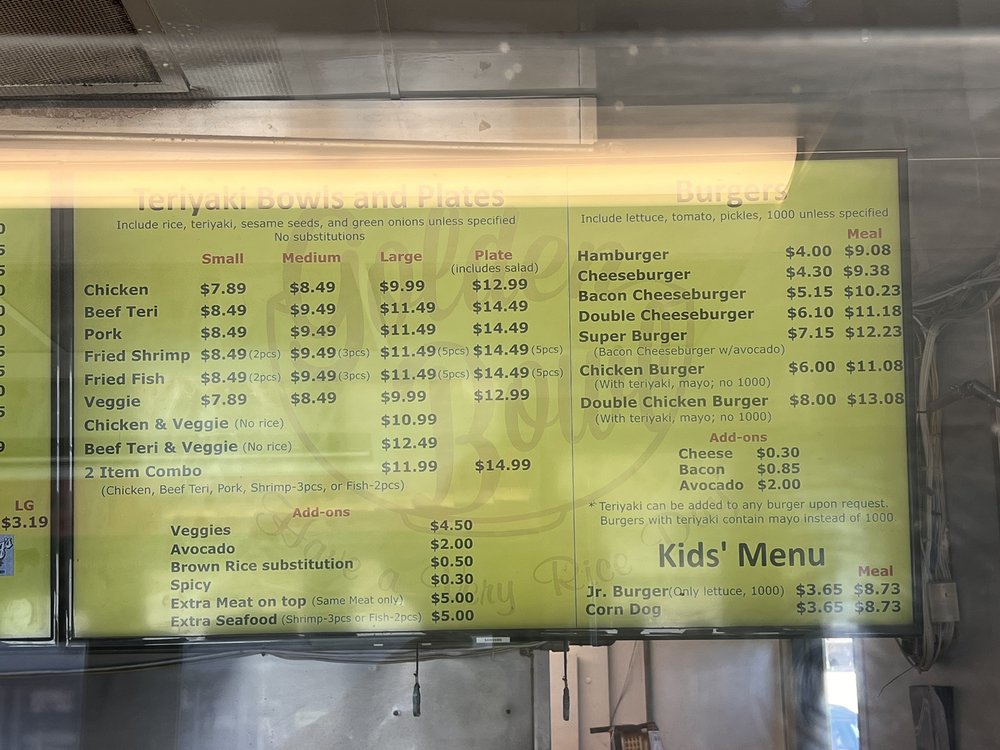 Teriyaki Bowls and Plates
Include rice, teriyaki, sesame seeds, and green onions unless specified
No substitutions
Small Medium Large Plate
(includes salad)
Chicken $7.89 $8.49 $9.99 $12.99
Beef Teri $8.49 $9.49 $11.49 $14.49
Pork $8.49 $9.49 $11.49 $14.49
Fried Shrimp $8.49 (2pcs) $9.49 (3pcs) $11.49 (5pcs) $14.49 (5pcs)
Fried Fish $8.49 (2pcs) $9.49 (3pcs) $11.49 (5pcs) $14.49 (5pcs)
Veggie $7.89 $8.49 $9.99 $12.99
Chicken & Veggie (No rice) $10.99
Beef Teri & Veggie (No rice) $12.49
2 Item Combo $11.99 $14.99
(Chicken, Beef Teri, Pork, Shrimp-3pcs, or Fish-2pcs)
Add-ons
Veggies $4.50
Avocado $2.00
Brown Rice substitution $0.50
Spicy $0.30
Extra Meat on top (Same Meat only) $5.00
Extra Seafood (Shrimp-3pcs or Fish-2pcs) $5.00
Burgers
Include lettuce, tomato, pickles, 1000 unless specified
Meal
Hamburger $4.00 $9.08
Cheeseburger $4.30 $9.38
Bacon Cheeseburger $5.15 $10.23
Double Cheeseburger $6.10 $11.18
Super Burger $7.15 $12.23
(Bacon Cheeseburger w/avocado)
Chicken Burger $6.00 $11.08
(With teriyaki, mayo; no 1000)
Double Chicken Burger $8.00 $13.08
(With teriyaki, mayo; no 1000)
Add-ons
Cheese $0.30
Bacon $0.85
Avocado $2.00
* Teriyaki can be added to any burger upon request.
Burgers with teriyaki contain mayo instead of 1000.
Kids' Menu
Meal
Jr. Burger (Only lettuce, 1000) $3.65 $8.73
Corn Dog $3.65 $8.73
LG
$3.19
Golden
Bowl
Have a Very Rice
SAMSUNG